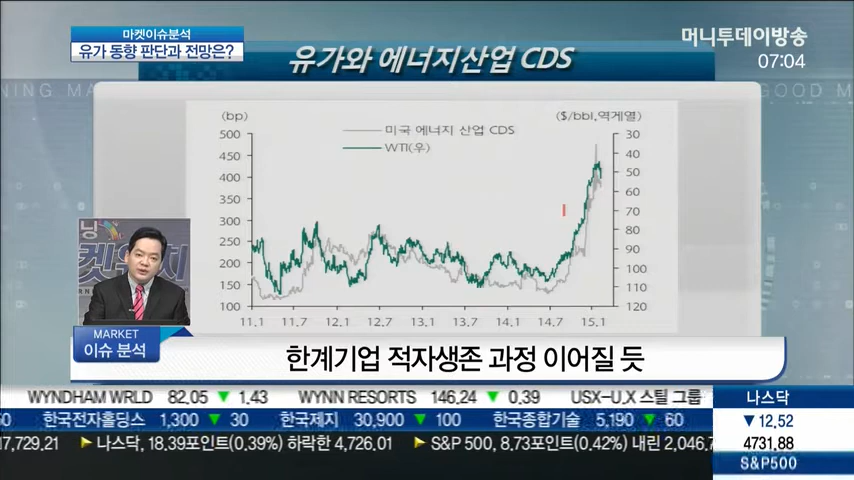 마켓이슈분석
유가 동향 판단과 전망은?
머니투데이방송
07:04
유가와 에너지산업 CDS
(bp)
($/bbl,역계열)
미국 에너지 산업 CDS
WTI(우)
500
450
400
350
300
250
200
150
100
30
40
50
60
70
80
90
100
110
120
11.1 11.7 12.1 12.7 13.1 13.7 14.1 14.7 15.1
MARKET
이슈 분석
한계기업 적자생존 과정 이어질 듯
WYNDHAM WRLD 82.05 ▼ 1.43 WYNN RESORTS 146.24 ▼ 0.39 USX-U.X 스틸 그룹
50 한국전자홀딩스 1,300 ▼ 30 한국제지 30,900 ▼ 100 한국종합기술 5,190 ▼ 60
17,729.21 ▶ 나스닥, 18.39포인트(0.39%) 하락한 4,726.01 ▶ S&P 500, 8.73포인트(0.42%) 내린 2,046.7
나스닥
▼12.52
4731.88
S&P500